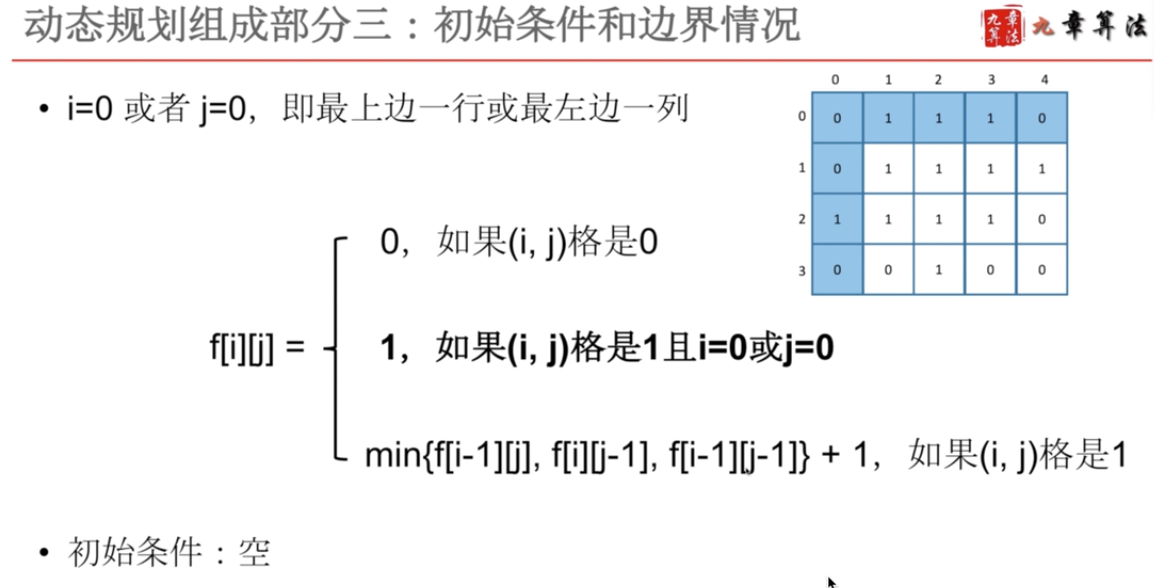 动态规划组成部分三：初始条件和边界情况
九章算法
九章算法
• i=0 或者 j=0，即最上边一行或最左边一列
0 1 2 3 4
0 0 1 1 1 0
1 0 1 1 1 1
2 1 1 1 1 0
3 0 0 1 0 0
0，如果(i, j)格是0
f[i][j] =
1，如果(i, j)格是1且i=0或j=0
min{f[i-1][j], f[i][j-1], f[i-1][j-1]} + 1，如果(i, j)格是1
• 初始条件：空